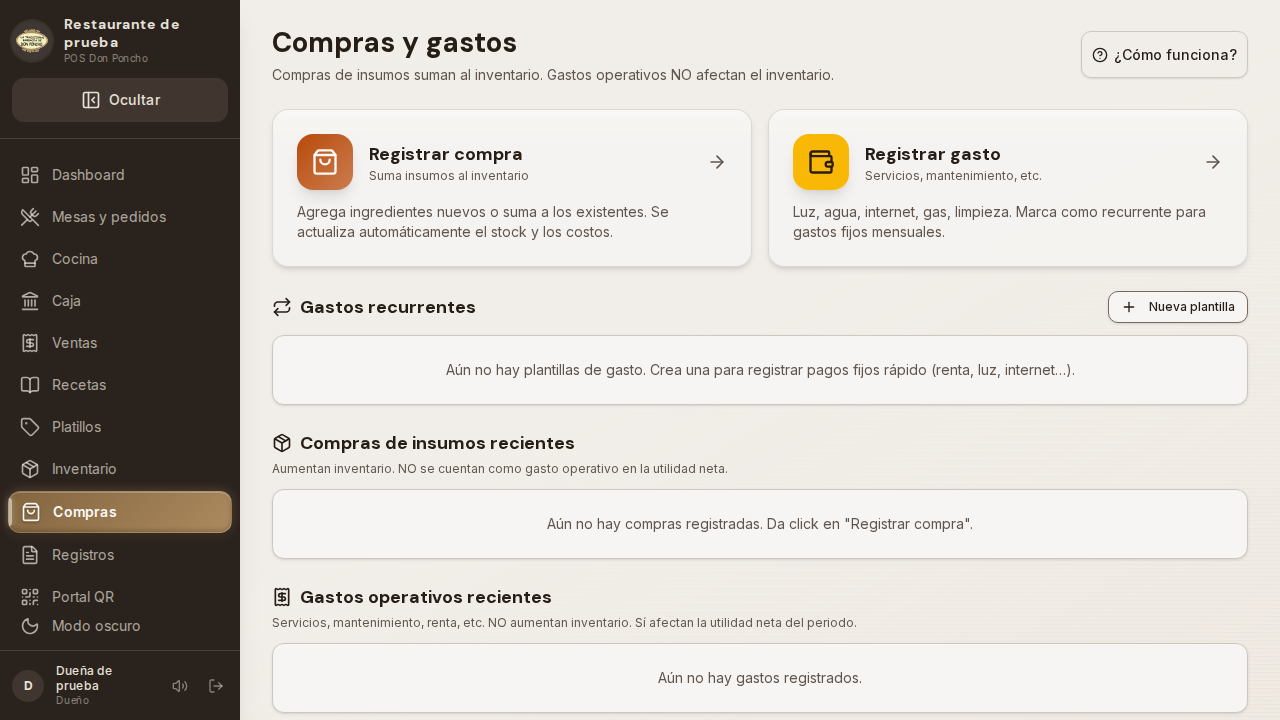 Restaurante de
prueba
POS Don Poncho
Ocultar
Dashboard
Mesas y pedidos
Cocina
Caja
Ventas
Recetas
Platillos
Inventario
Compras
Registros
Portal QR
Modo oscuro
D
Dueña de
prueba
Dueño
Compras y gastos
Compras de insumos suman al inventario. Gastos operativos NO afectan el inventario.
¿Cómo funciona?
Registrar compra
Suma insumos al inventario
Agrega ingredientes nuevos o suma a los existentes. Se
actualiza automáticamente el stock y los costos.
Registrar gasto
Servicios, mantenimiento, etc.
Luz, agua, internet, gas, limpieza. Marca como recurrente para
gastos fijos mensuales.
Gastos recurrentes
Nueva plantilla
Aún no hay plantillas de gasto. Crea una para registrar pagos fijos rápido (renta, luz, internet...).
Compras de insumos recientes
Aumentan inventario. NO se cuentan como gasto operativo en la utilidad neta.
Aún no hay compras registradas. Da click en "Registrar compra".
Gastos operativos recientes
Servicios, mantenimiento, renta, etc. NO aumentan inventario. Sí afectan la utilidad neta del periodo.
Aún no hay gastos registrados.